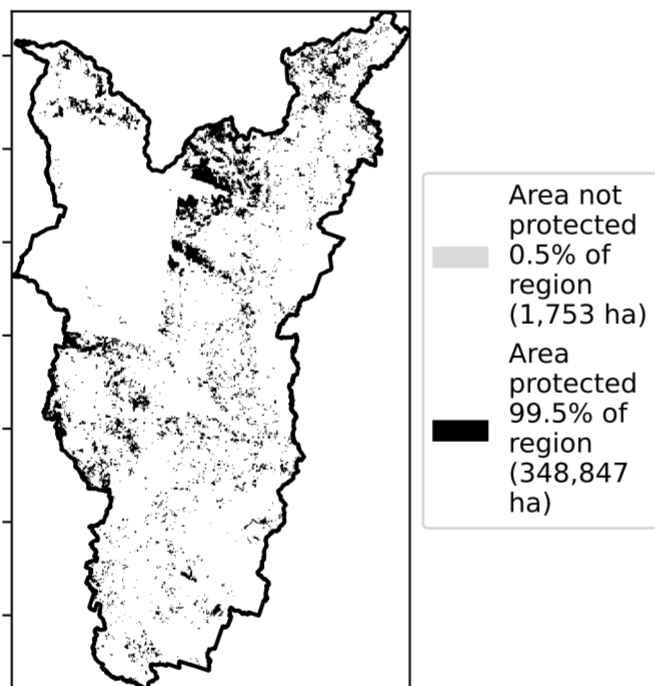 Area not
protected
0.5% of
region
(1,753 ha)
Area
protected
99.5% of
region
(348,847
ha)